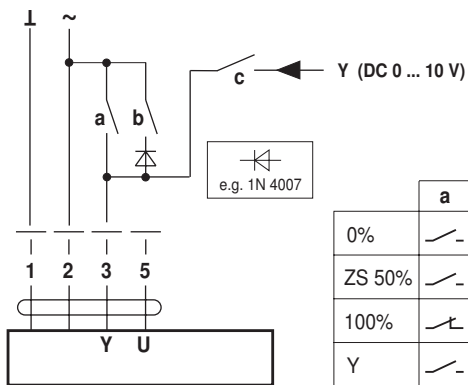 ⊥ ~
c
Y (DC 0 ... 10 V)
a b
e.g. 1N 4007
1 2 3 5
Y U
a
0%
ZS 50%
100%
Y